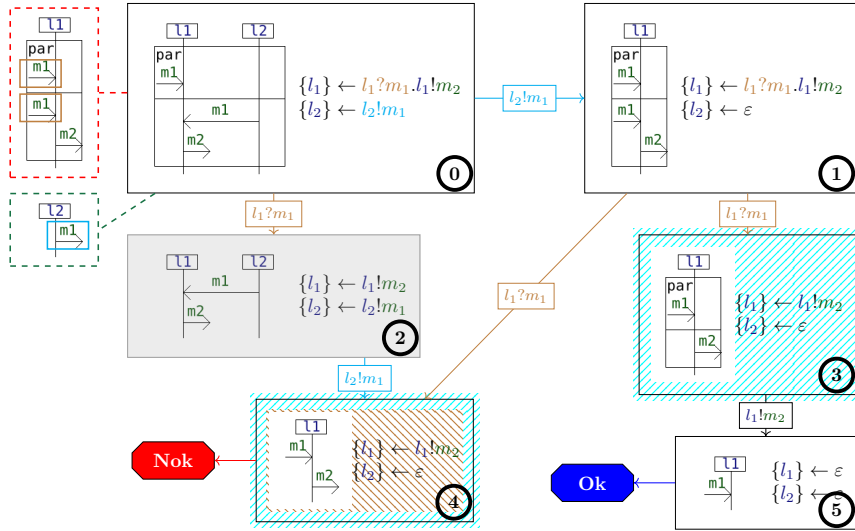 l1
par
m1
m1
m2
l2
m1
l1 l2
par
m1
m1
m2
{l₁} ← l₁?m₁.l₁!m₂
{l₂} ← l₂!m₁
0
l₂!m₁
l1
par
m1
m1
m2
{l₁} ← l₁?m₁.l₁!m₂
{l₂} ← ε
1
l₁?m₁
l₁?m₁
l₁?m₁
l1 l2
m1
m2
{l₁} ← l₁!m₂
{l₂} ← l₂!m₁
2
l1
par
m1
m2
{l₁} ← l₁!m₂
{l₂} ← ε
3
l₂!m₁
l₁!m₂
Nok
l1
m1
m2
{l₁} ← l₁!m₂
{l₂} ← ε
4
Ok
l1
m1
{l₁} ← ε
{l₂} ← ε
5